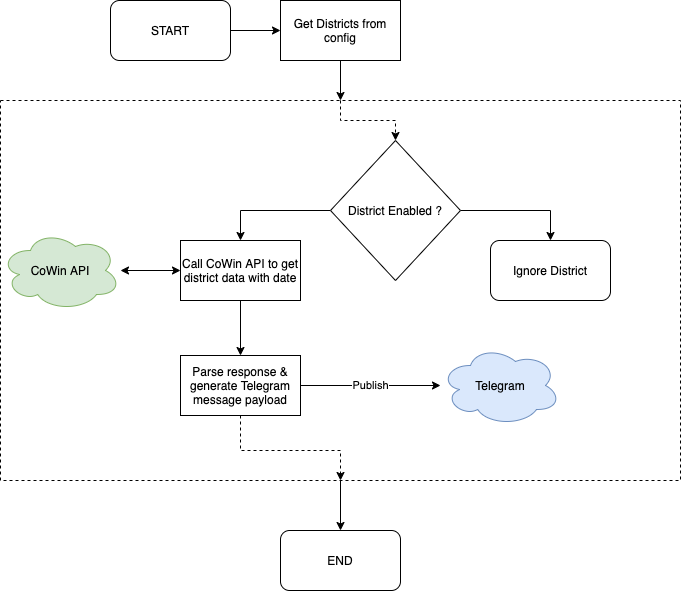 START
Get Districts from
config
District Enabled ?
CoWin API
Call CoWin API to get
district data with date
Ignore District
Parse response &
generate Telegram
message payload
Publish
Telegram
END